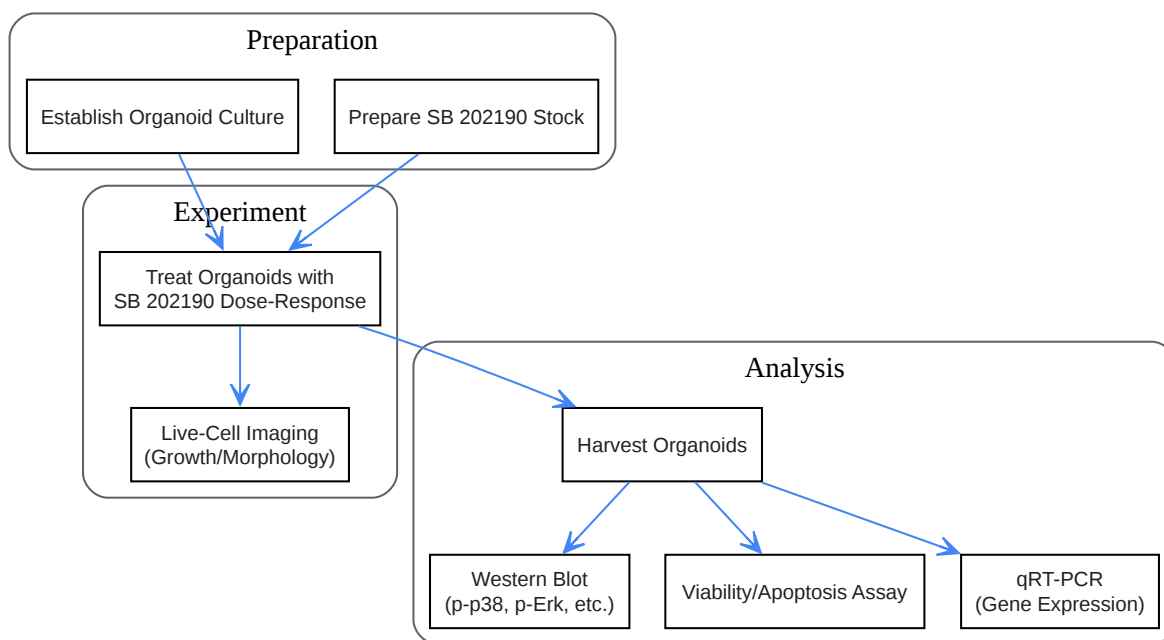 Preparation
Establish Organoid Culture
Prepare SB 202190 Stock
Experiment
Treat Organoids with
SB 202190 Dose-Response
Live-Cell Imaging
(Growth/Morphology)
Analysis
Harvest Organoids
Western Blot
(p-p38, p-Erk, etc.)
Viability/Apoptosis Assay
qRT-PCR
(Gene Expression)